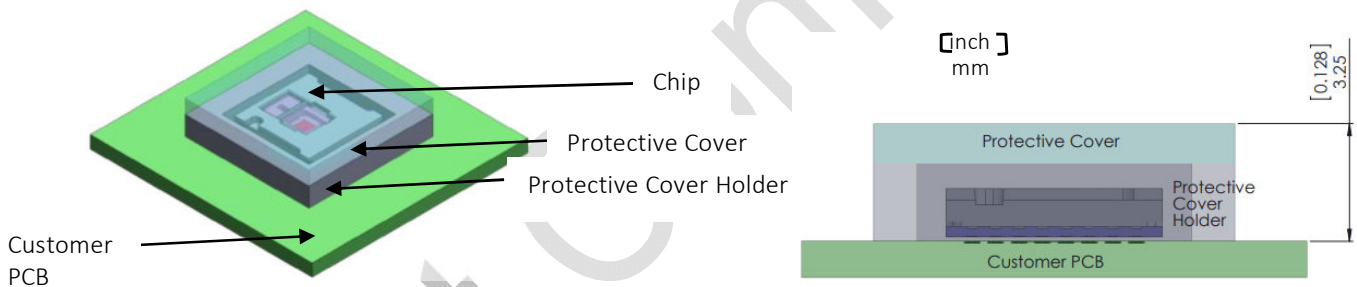 Chip
Protective Cover
Protective Cover Holder
Customer
PCB
[inch]
mm
[0.128]
3.25
Protective Cover
Protective
Cover
Holder
Customer PCB